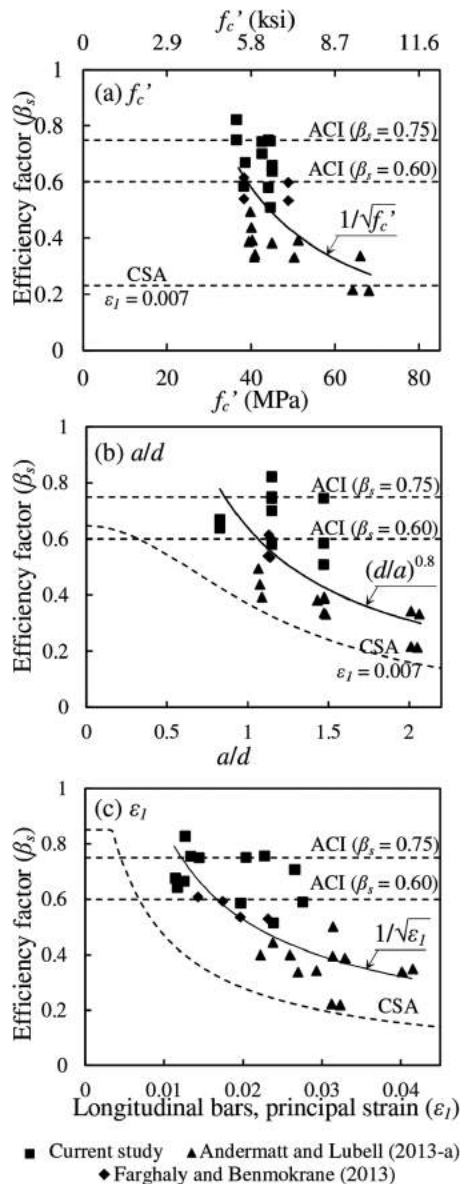 f_c' (ksi)
0 2.9 5.8 8.7 11.6
Efficiency factor (β_s)
1
0.8
0.6
0.4
0.2
0
(a) f_c'
ACI (β_s = 0.75)
ACI (β_s = 0.60)
1/√f_c'
CSA
ε_1 = 0.007
0 20 40 60 80
f_c' (MPa)
Efficiency factor (β_s)
1
0.8
0.6
0.4
0.2
0
(b) a/d
ACI (β_s = 0.75)
ACI (β_s = 0.60)
(d/a)^0.8
CSA
ε_1 = 0.007
0 0.5 1 1.5 2
a/d
Efficiency factor (β_s)
1
0.8
0.6
0.4
0.2
0
(c) ε_1
ACI (β_s = 0.75)
ACI (β_s = 0.60)
1/√ε_1
CSA
0 0.01 0.02 0.03 0.04
Longitudinal bars, principal strain (ε_1)
■ Current study ▲ Andermatt and Lubell (2013-a)
◆ Farghaly and Benmokrane (2013)